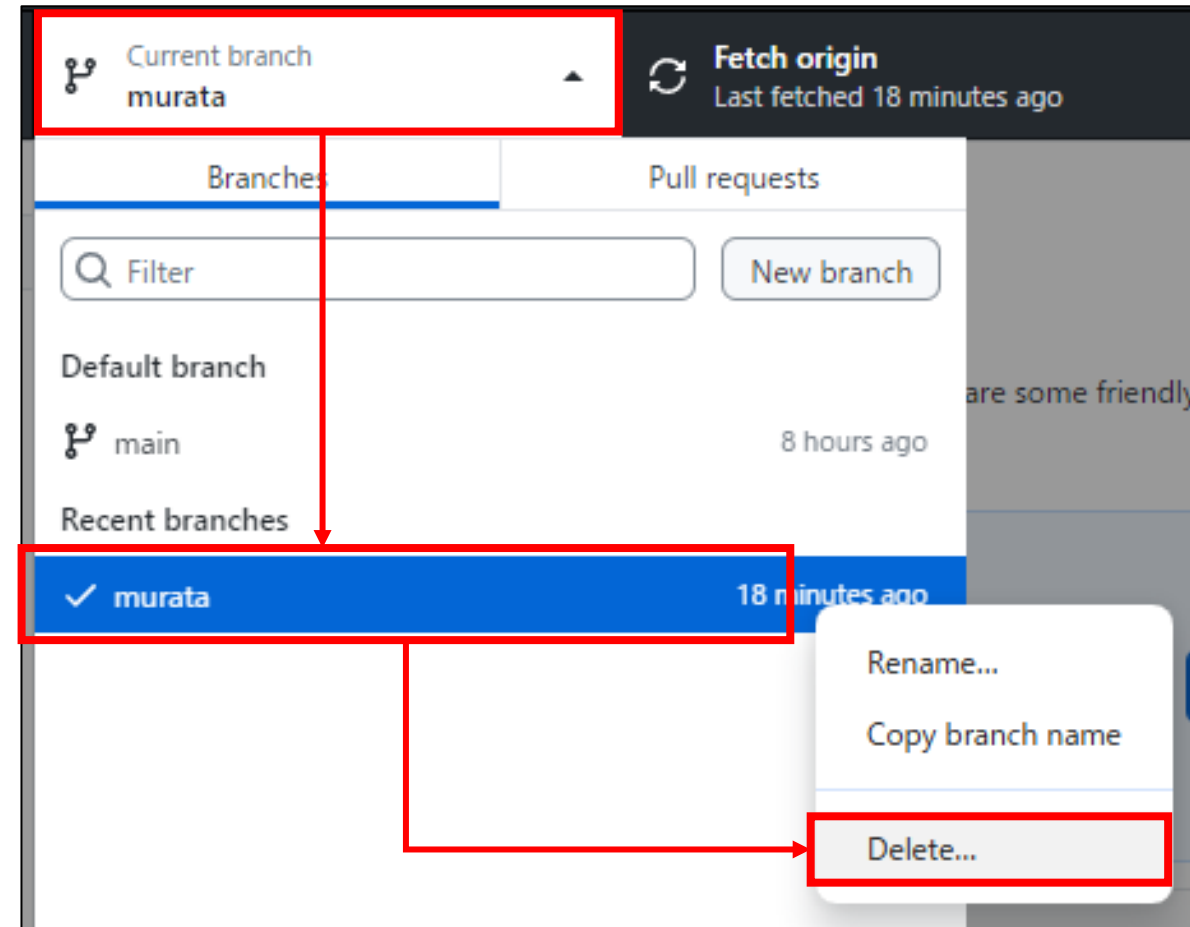 Current branch
murata
Fetch origin
Last fetched 18 minutes ago
Branches
Pull requests
Filter
New branch
Default branch
main
8 hours ago
are some friendly
Recent branches
murata
18 minutes ago
Rename...
Copy branch name
Delete...